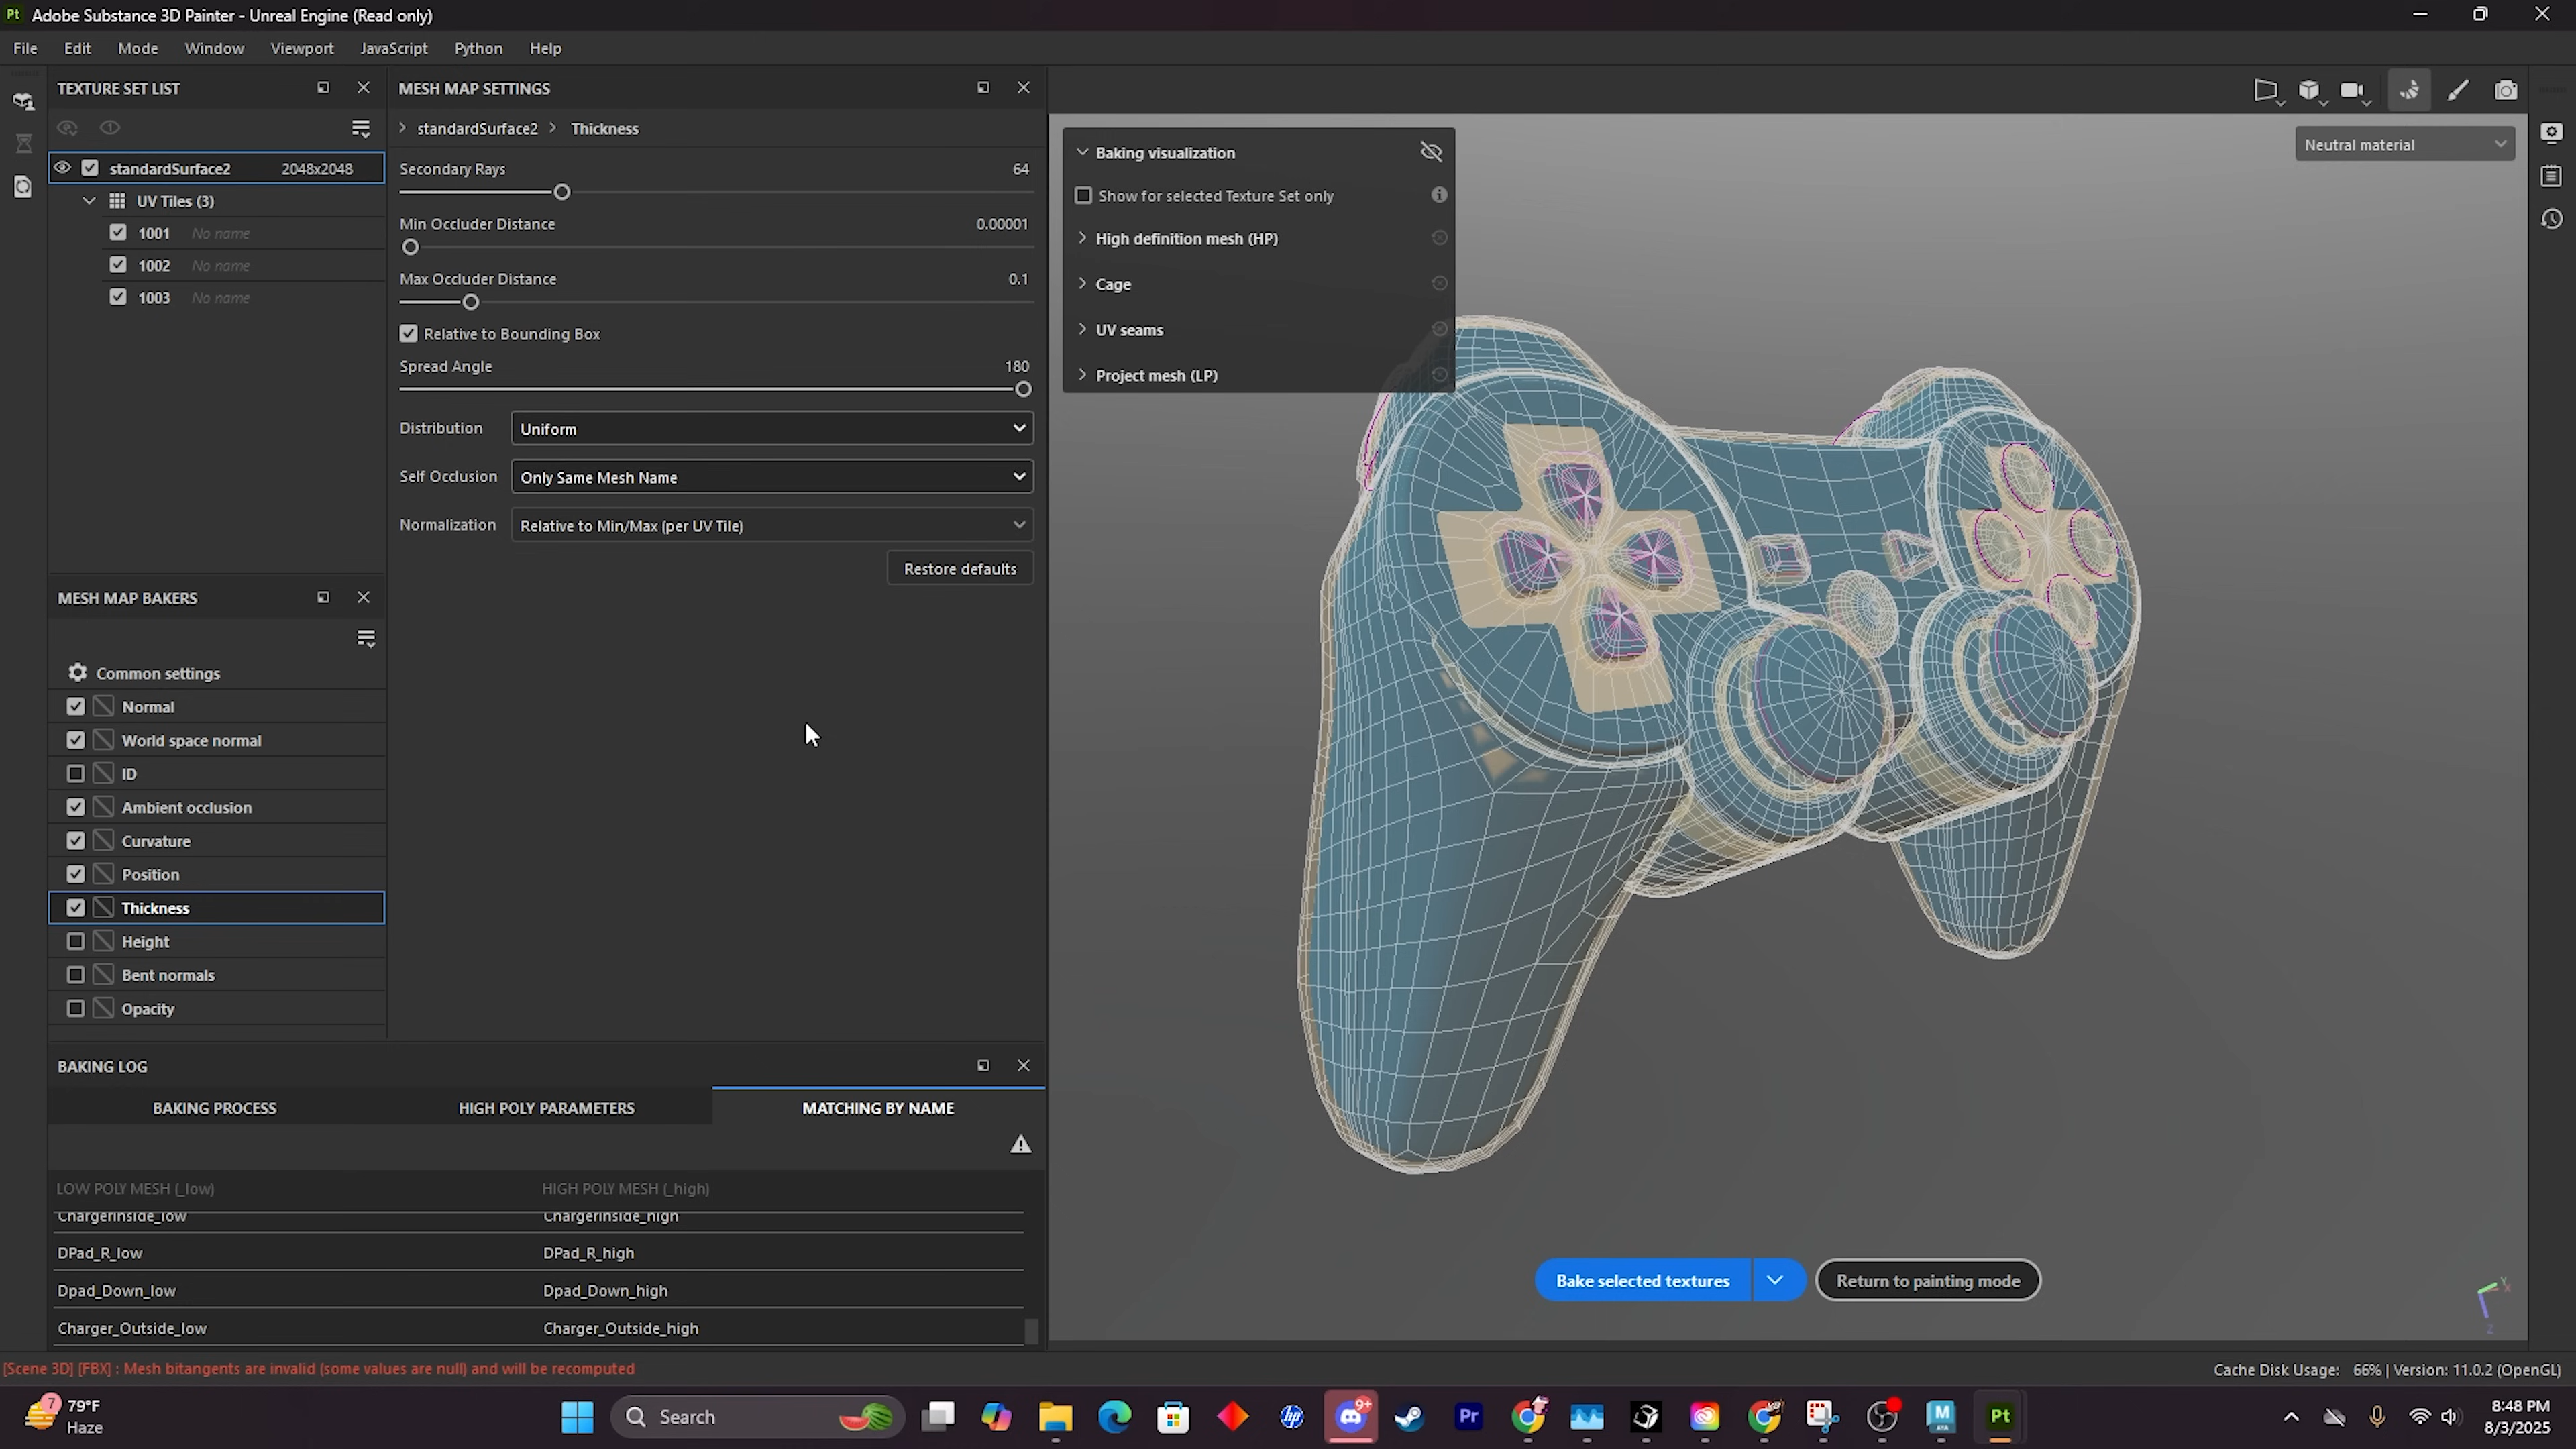 Pt Adobe Substance 3D Painter - Unreal Engine (Read only)
File Edit Mode Window Viewport JavaScript Python Help
TEXTURE SET LIST
standardSurface2 2048x2048
UV Tiles (3)
1001 No name
1002 No name
1003 No name
MESH MAP SETTINGS
standardSurface2 > Thickness
Secondary Rays 64
Min Occluder Distance 0.00001
Max Occluder Distance 0.1
Relative to Bounding Box
Spread Angle 180
Distribution Uniform
Self Occlusion Only Same Mesh Name
Normalization Relative to Min/Max (per UV Tile)
Restore defaults
Baking visualization
Show for selected Texture Set only
High definition mesh (HP)
Cage
UV seams
Project mesh (LP)
Neutral material
MESH MAP BAKERS
Common settings
Normal
World space normal
ID
Ambient occlusion
Curvature
Position
Thickness
Height
Bent normals
Opacity
BAKING LOG
BAKING PROCESS HIGH POLY PARAMETERS MATCHING BY NAME
LOW POLY MESH (_low) HIGH POLY MESH (_high)
ChargerInside_low ChargerInside_high
DPad_R_low DPad_R_high
Dpad_Down_low Dpad_Down_high
Charger_Outside_low Charger_Outside_high
Bake selected textures
Return to painting mode
[Scene 3D] [FBX] : Mesh bitangents are invalid (some values are null) and will be recomputed
Cache Disk Usage: 66% | Version: 11.0.2 (OpenGL)
7
79°F
Haze
Search
hp
9+
Pr
M
Pt
8:48 PM
8/3/2025